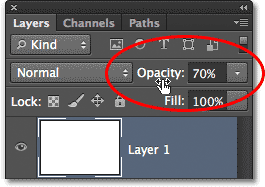 Layers Channels Paths
Kind
Normal Opacity: 70%
Lock: Fill: 100%
Layer 1